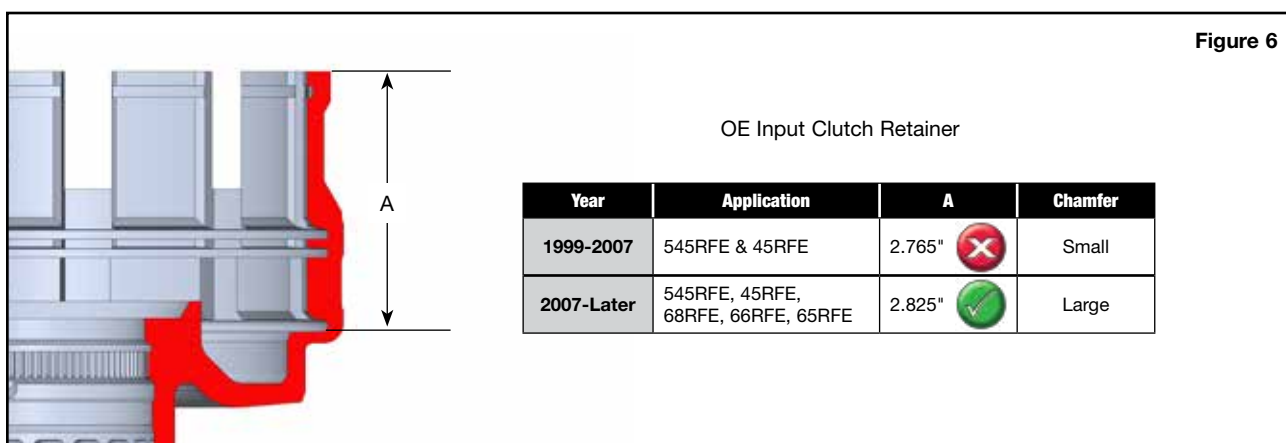 Figure 6
A
OE Input Clutch Retainer
Year Application A Chamfer
1999-2007 545RFE & 45RFE 2.765" Small
2007-Later 545RFE, 45RFE,
68RFE, 66RFE, 65RFE 2.825" Large